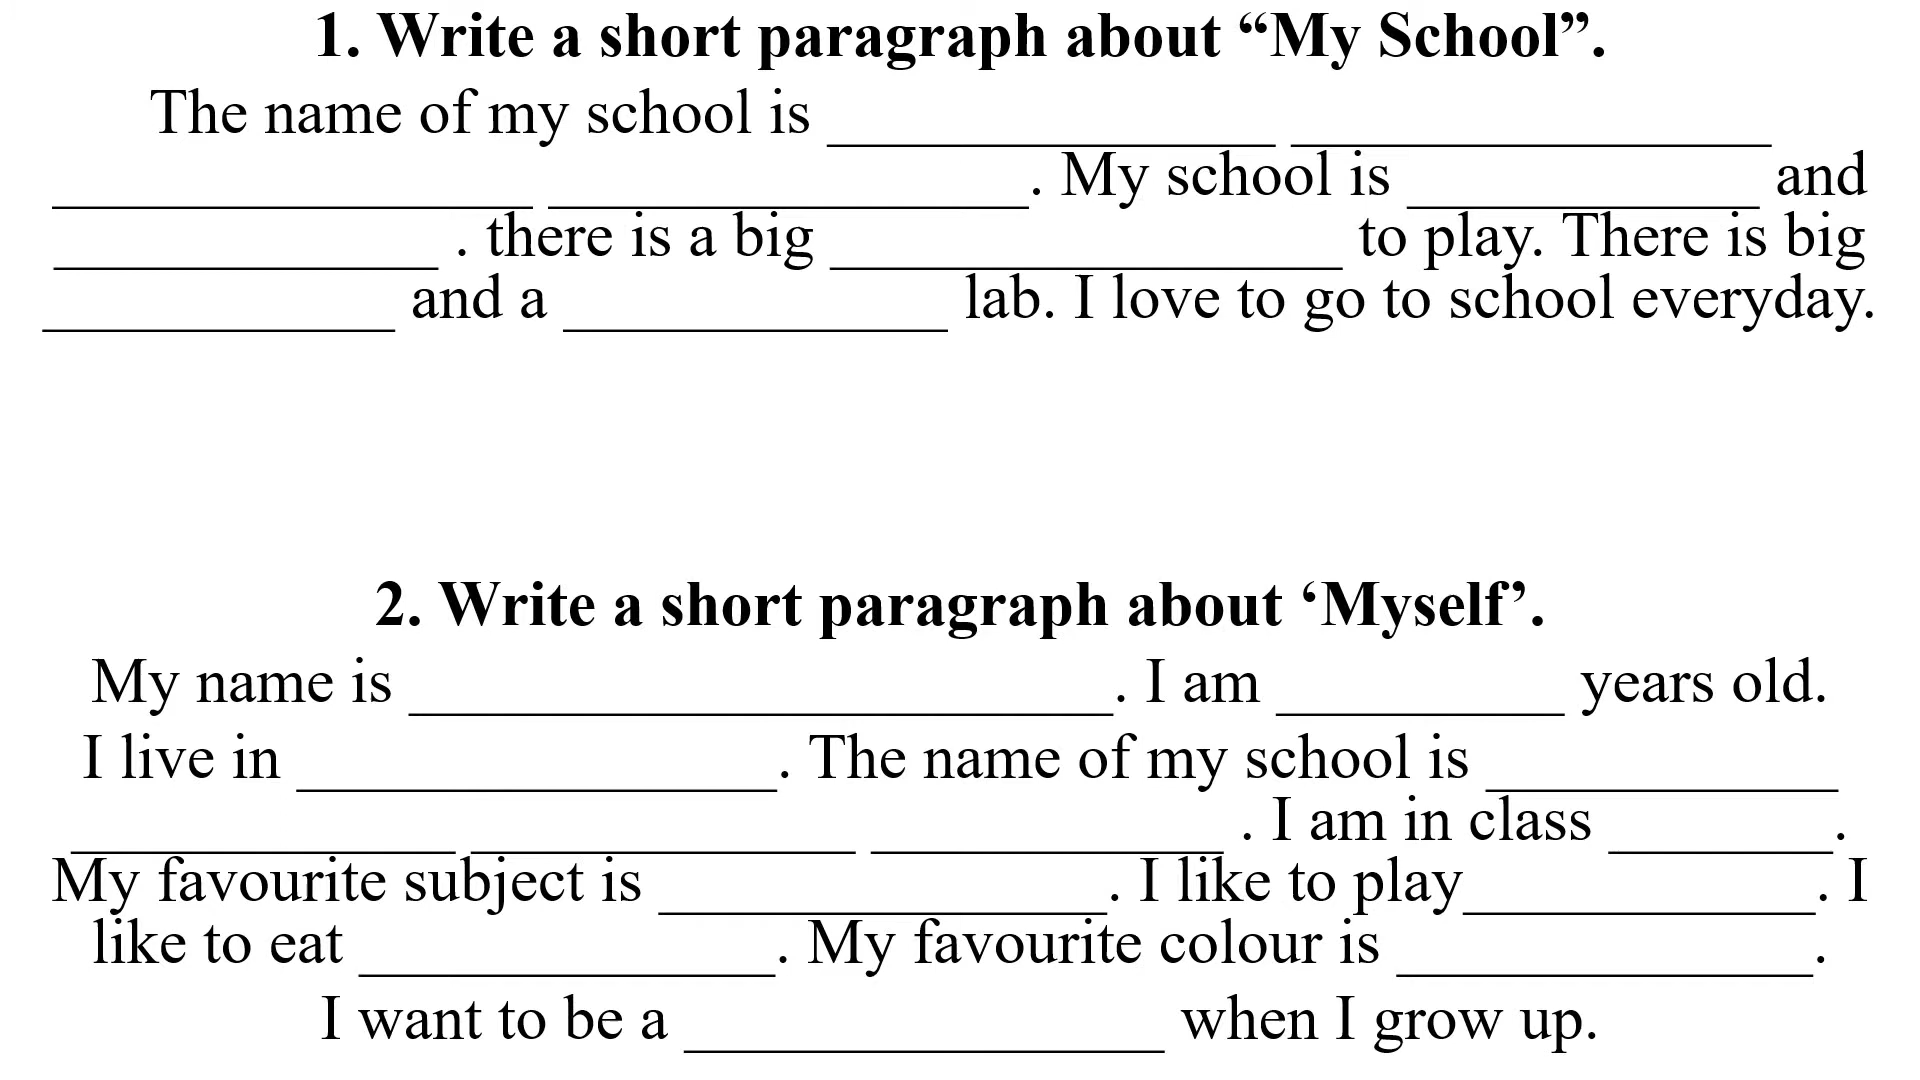 1. Write a short paragraph about “My School”.
The name of my school is ______________ _______________
_______________ _______________. My school is ___________ and
____________ . there is a big ________________ to play. There is big
___________ and a ____________ lab. I love to go to school everyday.
2. Write a short paragraph about ‘Myself’.
My name is ______________________. I am _________ years old.
I live in _______________. The name of my school is ___________
____________ ____________ ___________ . I am in class _______.
My favourite subject is ______________. I like to play___________. I
like to eat _____________. My favourite colour is _____________.
I want to be a _______________ when I grow up.